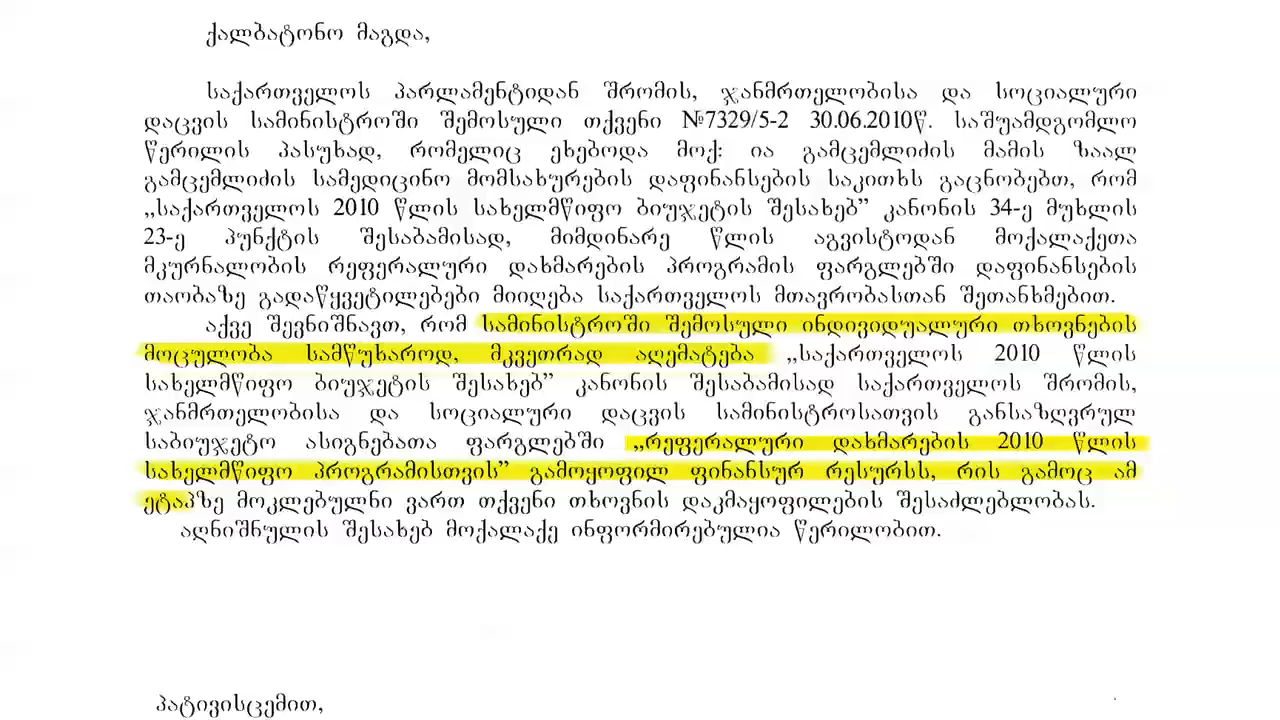 ქალბატონო მაგდა,
საქართველოს პარლამენტიდან შრომის, ჯანმრთელობისა და სოციალური
დაცვის სამინისტროში შემოსული თქვენი №7329/5-2 30.06.2010წ. საშუამდგომლო
წერილის პასუხად, რომელიც ეხებოდა მოქ: ია გამცემლიძის მამის ზაალ
გამცემლიძის სამედიცინო მომსახურების დაფინანსების საკითხს გაცნობებთ, რომ
„საქართველოს 2010 წლის სახელმწიფო ბიუჯეტის შესახებ” კანონის 34-ე მუხლის
23-ე პუნქტის შესაბამისად, მიმდინარე წლის აგვისტოდან მოქალაქეთა
მკურნალობის რეფერალური დახმარების პროგრამის ფარგლებში დაფინანსების
თაობაზე გადაწყვეტილებები მიიღება საქართველოს მთავრობასთან შეთანხმებით.
აქვე შევნიშნავთ, რომ სამინისტროში შემოსული ინდივიდუალური თხოვნების
მოცულობა სამწუხაროდ, მკვეთრად აღემატება „საქართველოს 2010 წლის
სახელმწიფო ბიუჯეტის შესახებ” კანონის შესაბამისად საქართველოს შრომის,
ჯანმრთელობისა და სოციალური დაცვის სამინისტროსათვის განსაზღვრულ
საბიუჯეტო ასიგნებათა ფარგლებში „რეფერალური დახმარების 2010 წლის
სახელმწიფო პროგრამისთვის” გამოყოფილ ფინანსურ რესურსს, რის გამოც ამ
ეტაპზე მოკლებულნი ვართ თქვენი თხოვნის დაკმაყოფილების შესაძლებლობას.
აღნიშნულის შესახებ მოქალაქე ინფორმირებულია წერილობით.
პატივისცემით,